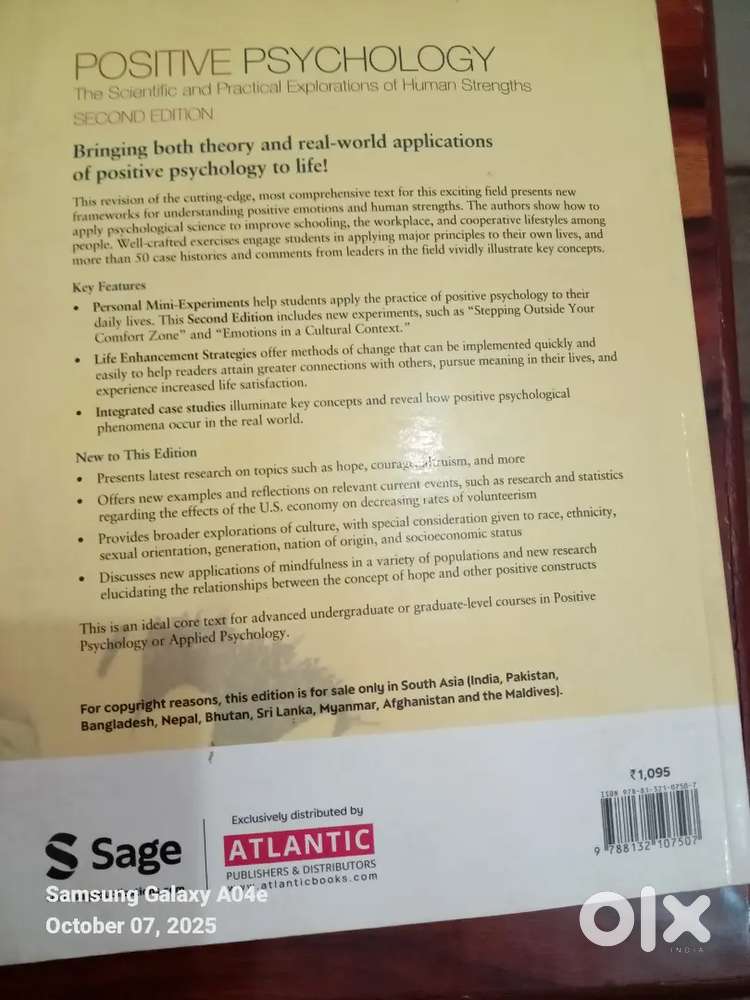 POSITIVE PSYCHOLOGY
The Scientific and Practical Explorations of Human Strengths
SECOND EDITION
Bringing both theory and real-world applications
of positive psychology to life!
This revision of the cutting-edge, most comprehensive text for this exciting field presents new
frameworks for understanding positive emotions and human strengths. The authors show how to
apply psychological science to improve schooling, the workplace, and cooperative lifestyles among
people. Well-crafted exercises engage students in applying major principles to their own lives, and
more than 50 case histories and comments from leaders in the field vividly illustrate key concepts.
Key Features
• Personal Mini-Experiments help students apply the practice of positive psychology to their
daily lives. This Second Edition includes new experiments, such as “Stepping Outside Your
Comfort Zone” and “Emotions in a Cultural Context.”
• Life Enhancement Strategies offer methods of change that can be implemented quickly and
easily to help readers attain greater connections with others, pursue meaning in their lives, and
experience increased life satisfaction.
• Integrated case studies illuminate key concepts and reveal how positive psychological
phenomena occur in the real world.
New to This Edition
• Presents latest research on topics such as hope, courage, altruism, and more
• Offers new examples and reflections on relevant current events, such as research and statistics
regarding the effects of the U.S. economy on decreasing rates of volunteerism
• Provides broader explorations of culture, with special consideration given to race, ethnicity,
sexual orientation, generation, nation of origin, and socioeconomic status
• Discusses new applications of mindfulness in a variety of populations and new research
elucidating the relationships between the concept of hope and other positive constructs
This is an ideal core text for advanced undergraduate or graduate-level courses in Positive
Psychology or Applied Psychology.
For copyright reasons, this edition is for sale only in South Asia (India, Pakistan,
Bangladesh, Nepal, Bhutan, Sri Lanka, Myanmar, Afghanistan and the Maldives).
₹1,095
ISBN 978-81-321-0750-7
9 788132 107507
Sage
Exclusively distributed by
ATLANTIC
PUBLISHERS & DISTRIBUTORS
www.atlanticbooks.com
Samsung Galaxy A04e
October 07, 2025
olx
INDIA